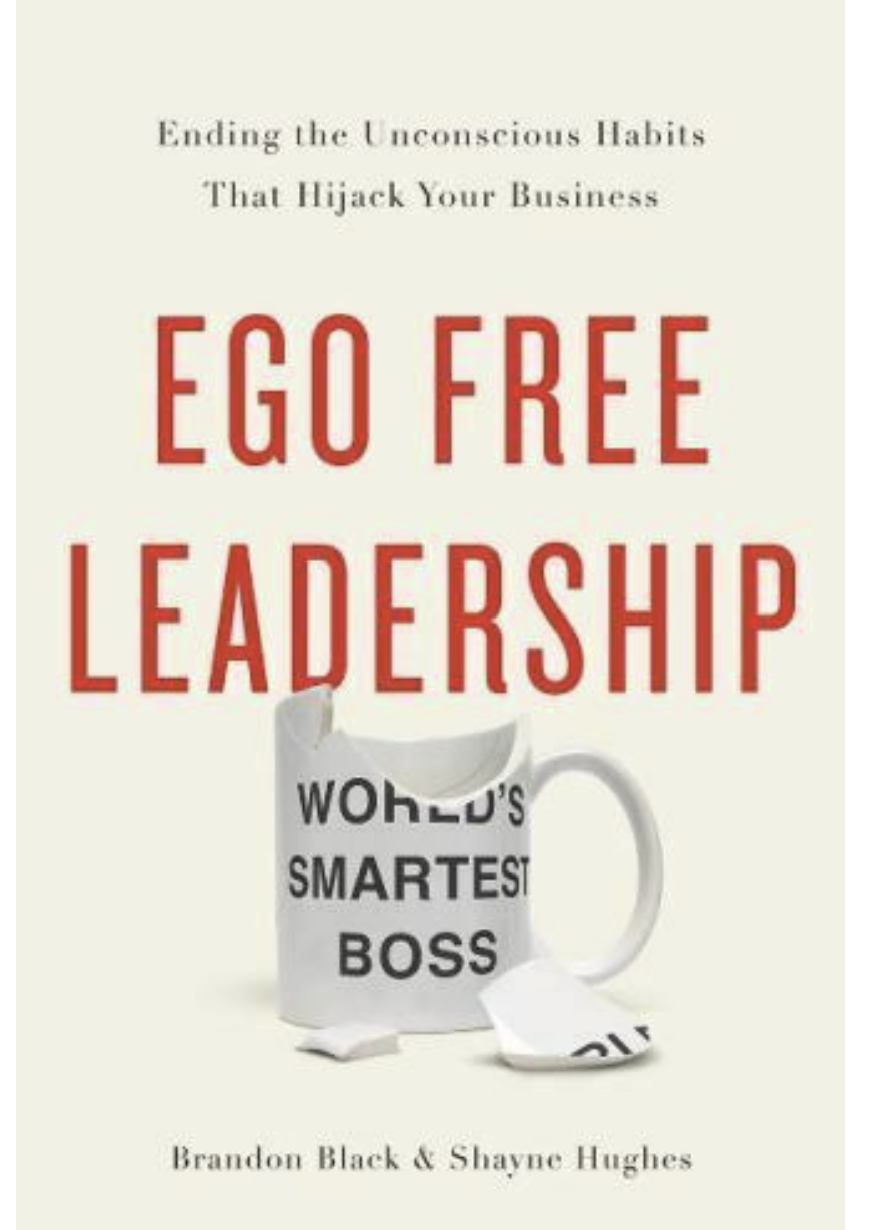 Ending the Unconscious Habits
That Hijack Your Business
EGO FREE
LEADERSHIP
WORLD'S
SMARTEST
BOSS
Brandon Black & Shayne Hughes